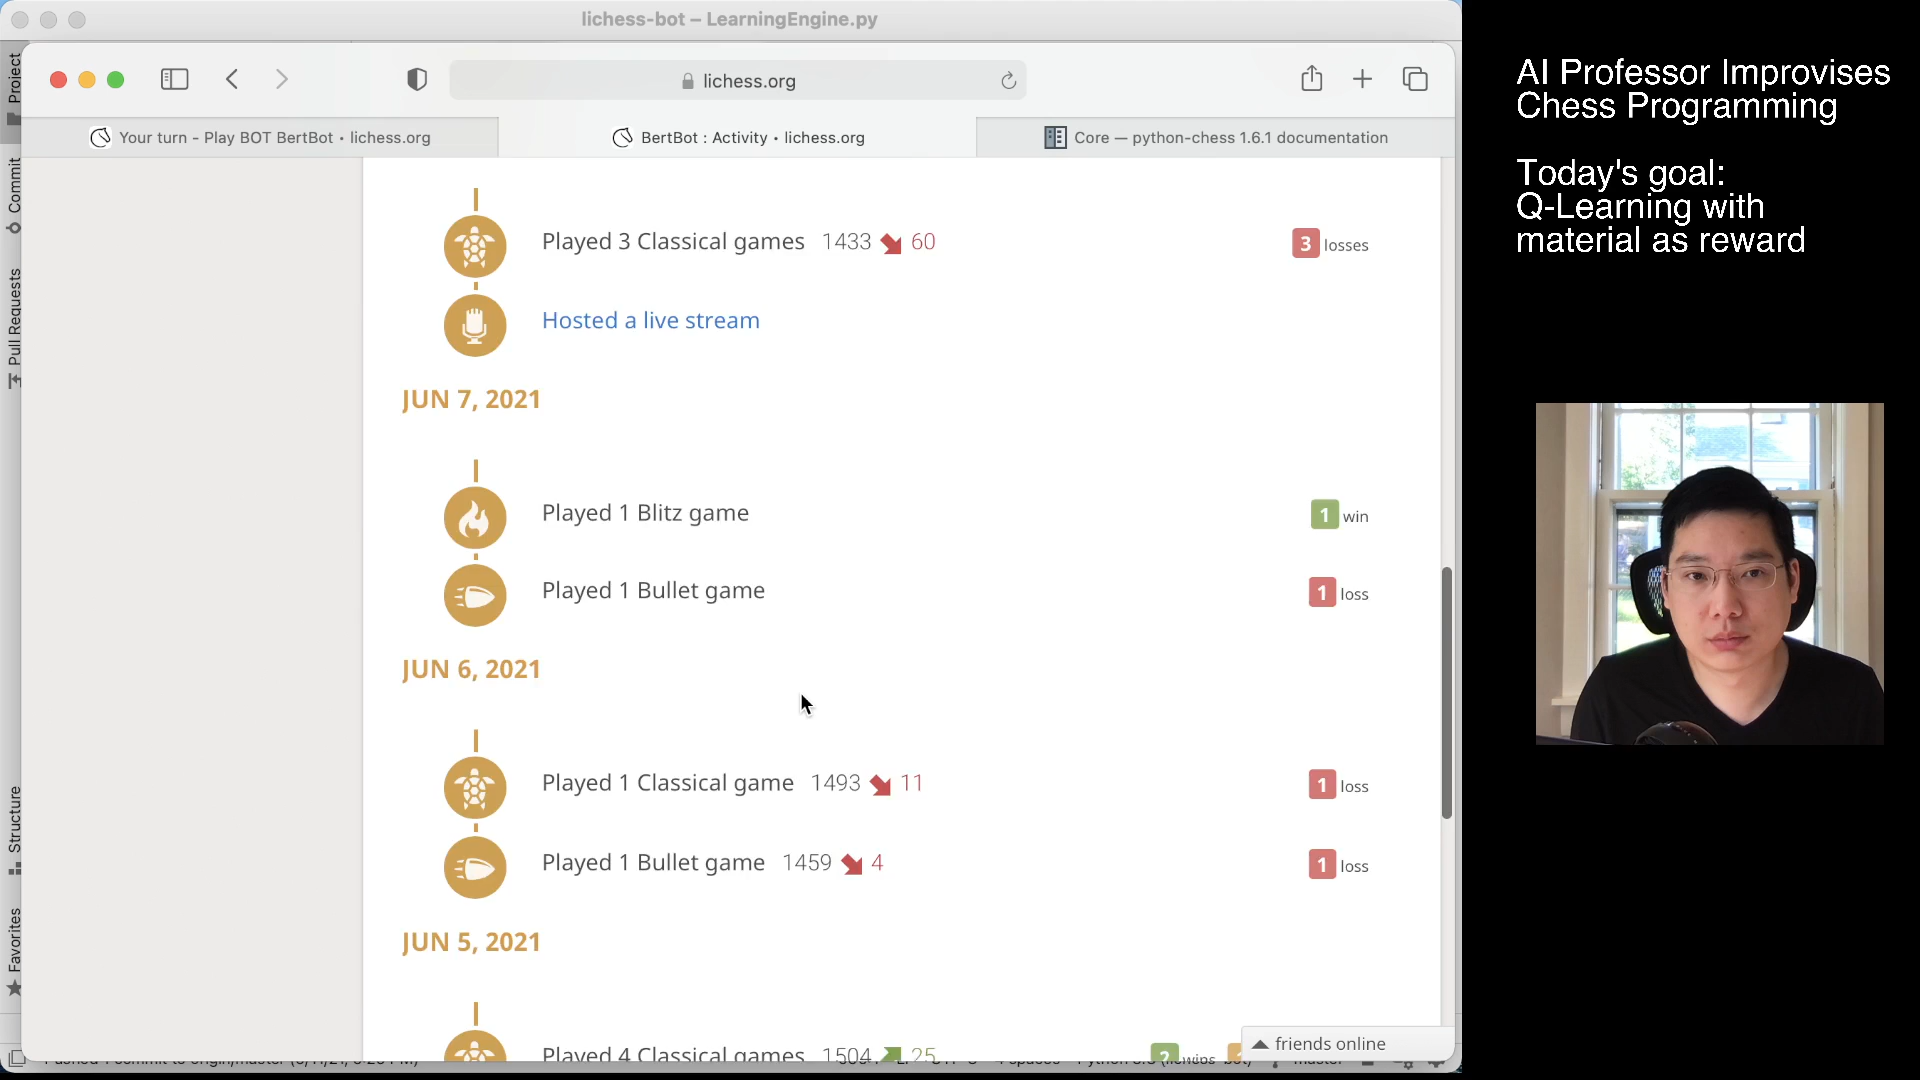 lichess-bot – LearningEngine.py
lichess.org
Your turn - Play BOT BertBot • lichess.org
BertBot : Activity • lichess.org
Core — python-chess 1.6.1 documentation
Project
Commit
Pull Requests
Structure
Favorites
Played 3 Classical games 1433 60
3 losses
Hosted a live stream
JUN 7, 2021
Played 1 Blitz game
1 win
Played 1 Bullet game
1 loss
JUN 6, 2021
Played 1 Classical game 1493 11
1 loss
Played 1 Bullet game 1459 4
1 loss
JUN 5, 2021
Played 4 Classical games 1504 25
2 wins
friends online
AI Professor Improvises
Chess Programming
Today's goal:
Q-Learning with
material as reward